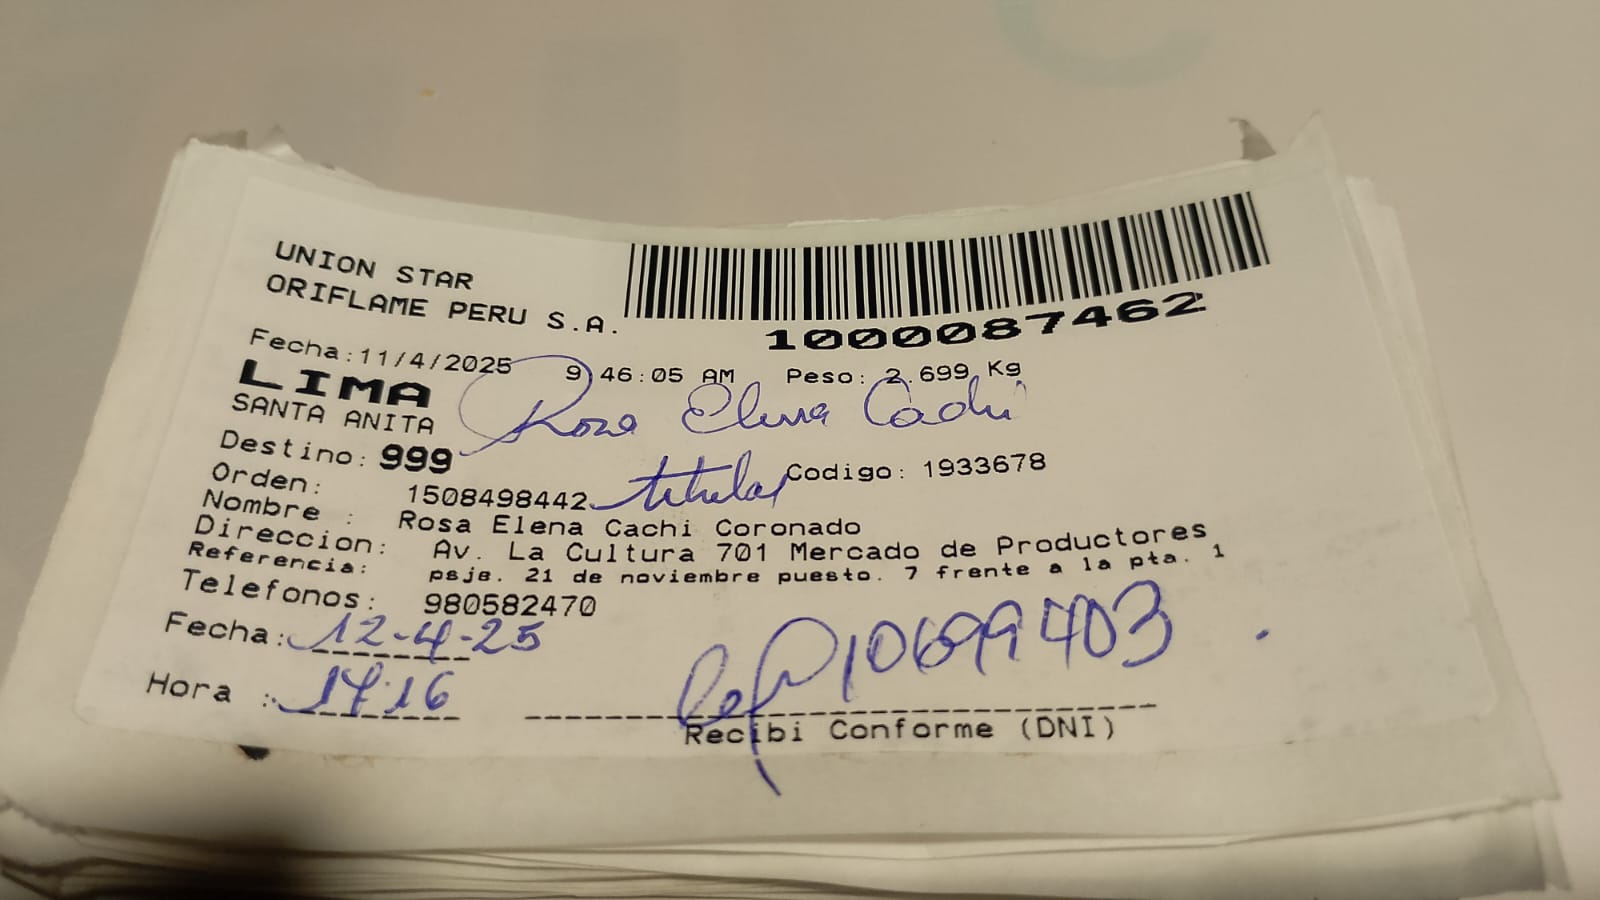 UNION STAR
ORIFLAME PERU S.A.
1000087462
Fecha:11/4/2025 9:46:05 AM Peso: 2.699 Kg
LIMA
SANTA ANITA
Rosa Elena Cachi
Destino: 999
titular
Codigo: 1933678
Orden: 1508498442
Nombre : Rosa Elena Cachi Coronado
Direccion: Av. La Cultura 701 Mercado de Productores
Referencia: psje. 21 de noviembre puesto. 7 frente a la pta. 1
Telefonos: 980582470
Fecha: 12-4-25
10699403
Hora : 17:16
Recibi Conforme (DNI)